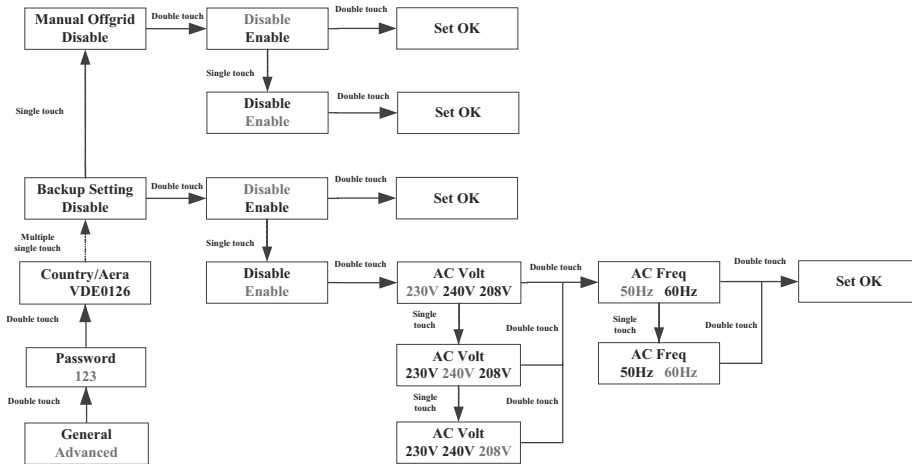 Manual Offgrid
Disable
Double touch
Disable
Enable
Double touch
Set OK
Single touch
Disable
Enable
Double touch
Set OK
Single touch
Backup Setting
Disable
Double touch
Disable
Enable
Double touch
Set OK
Multiple
single touch
Single touch
Country/Aera
VDE0126
Disable
Enable
Double touch
AC Volt
230V 240V 208V
Double touch
AC Freq
50Hz 60Hz
Double touch
Set OK
Double touch
Single
touch
Double touch
Single
touch
Double touch
Password
123
AC Volt
230V 240V 208V
AC Freq
50Hz 60Hz
Double touch
Single
touch
Double touch
General
Advanced
AC Volt
230V 240V 208V